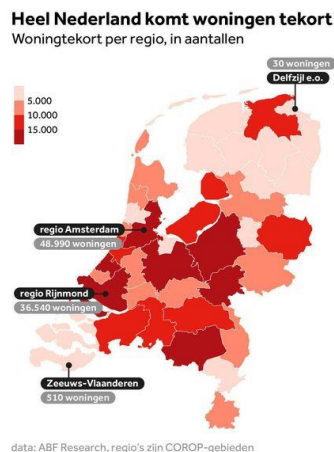 Heel Nederland komt woningen tekort
Woningtekort per regio, in aantallen
30 woningen
Delfzijl e.o.
5.000
10.000
15.000
regio Amsterdam
48.990 woningen
regio Rijnmond
36.540 woningen
Zeeuws-Vlaanderen
510 woningen
data: ABF Research, regio's zijn COROP-gebieden